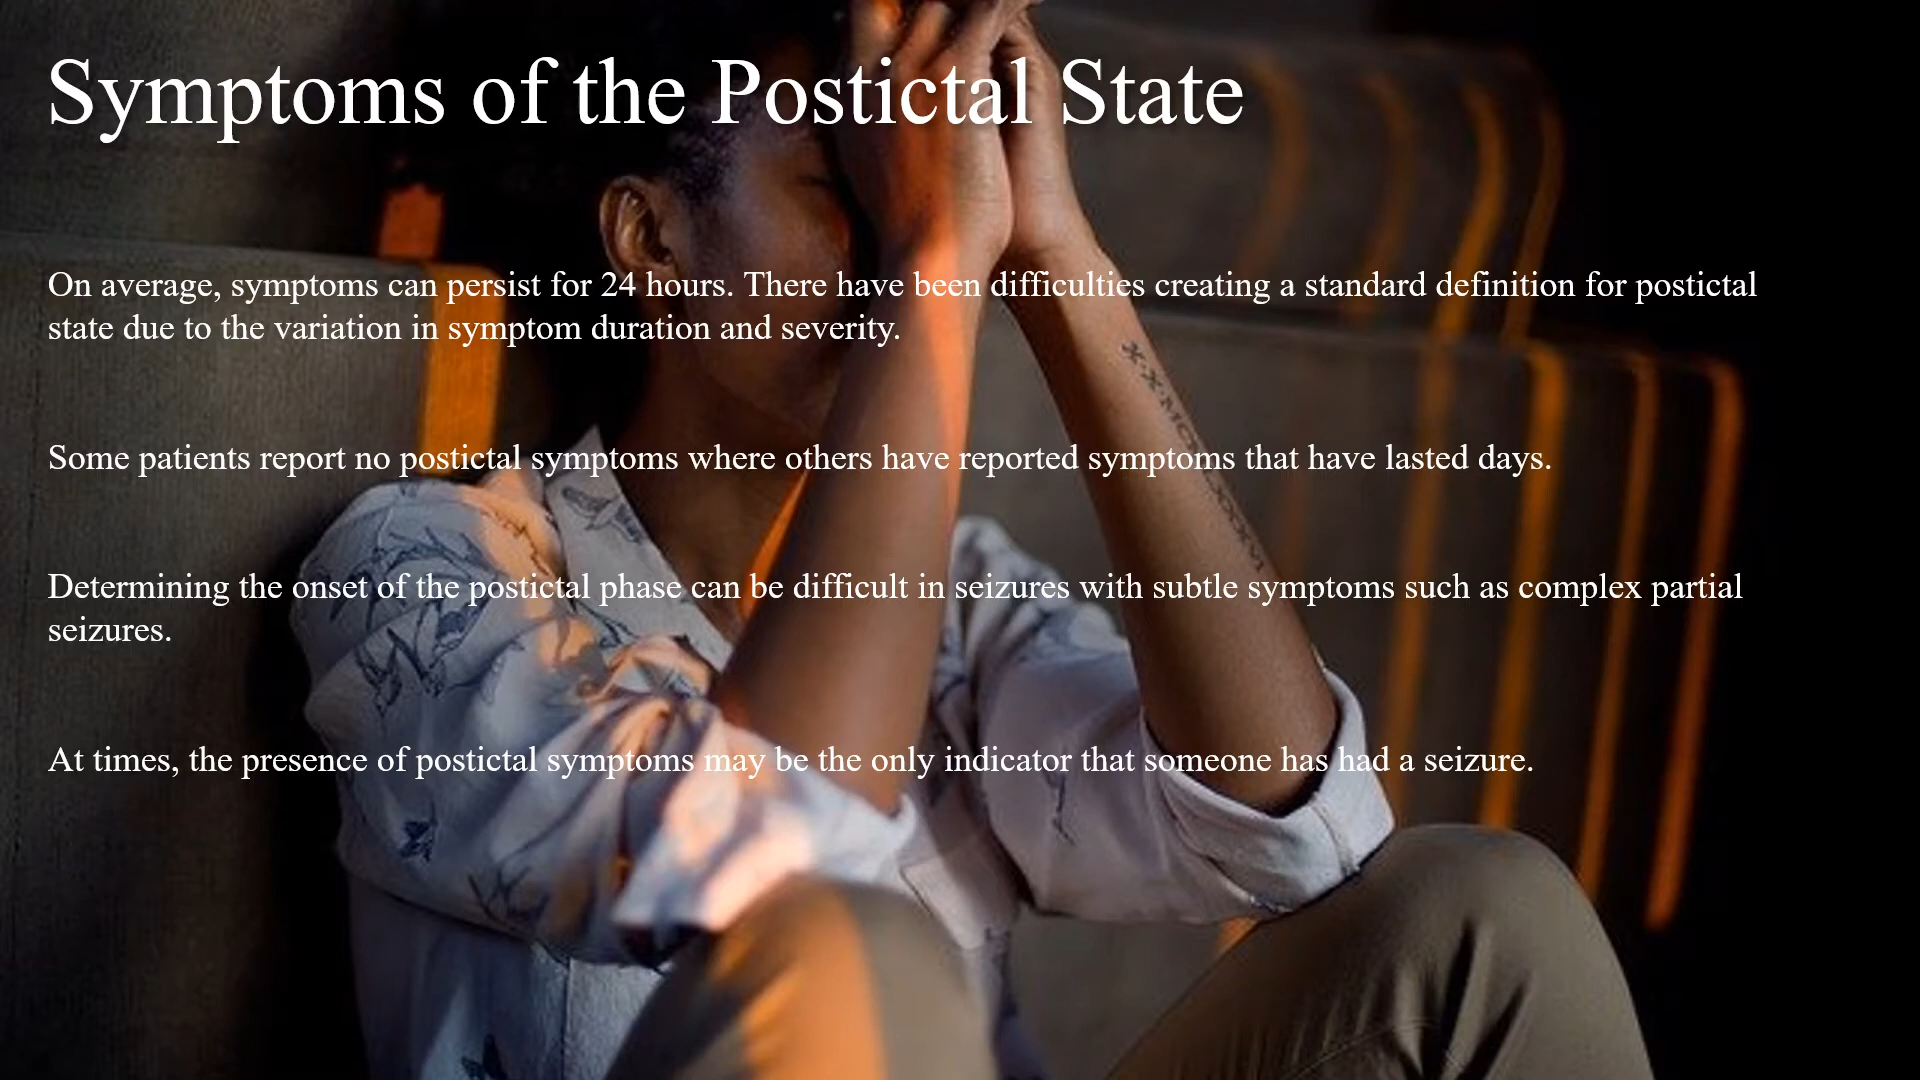 Symptoms of the Postictal State
On average, symptoms can persist for 24 hours. There have been difficulties creating a standard definition for postictal
state due to the variation in symptom duration and severity.
Some patients report no postictal symptoms where others have reported symptoms that have lasted days.
Determining the onset of the postictal phase can be difficult in seizures with subtle symptoms such as complex partial
seizures.
At times, the presence of postictal symptoms may be the only indicator that someone has had a seizure.